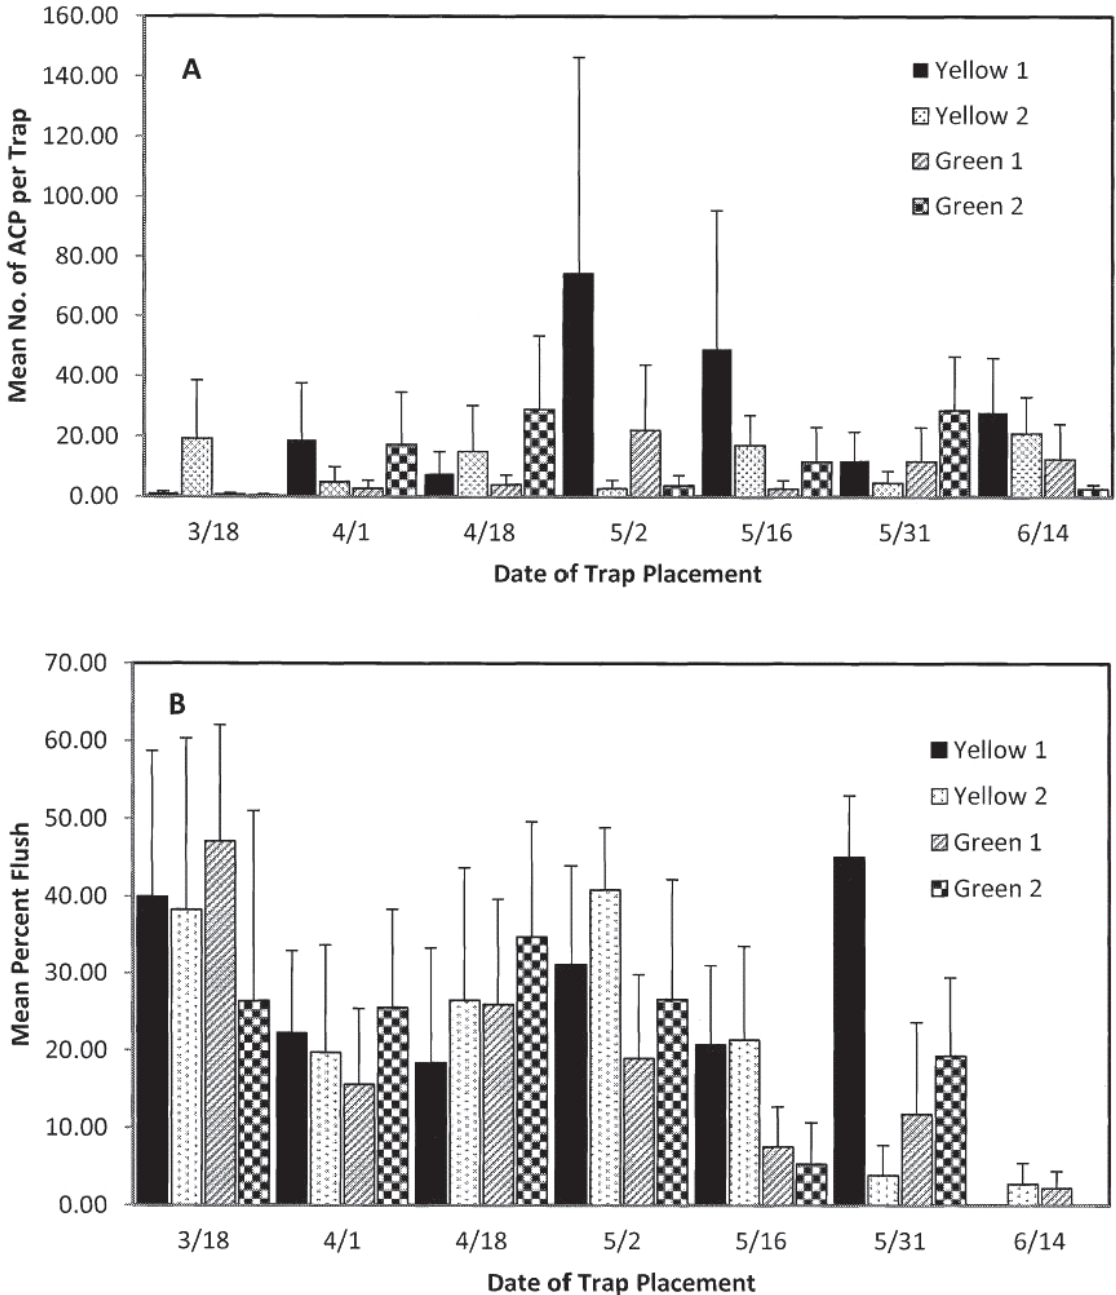 160.00
140.00
120.00
100.00
80.00
60.00
40.00
20.00
0.00
Mean No. of ACP per Trap
A
Yellow 1
Yellow 2
Green 1
Green 2
3/18 4/1 4/18 5/2 5/16 5/31 6/14
Date of Trap Placement
70.00
60.00
50.00
40.00
30.00
20.00
10.00
0.00
Mean Percent Flush
B
Yellow 1
Yellow 2
Green 1
Green 2
3/18 4/1 4/18 5/2 5/16 5/31 6/14
Date of Trap Placement